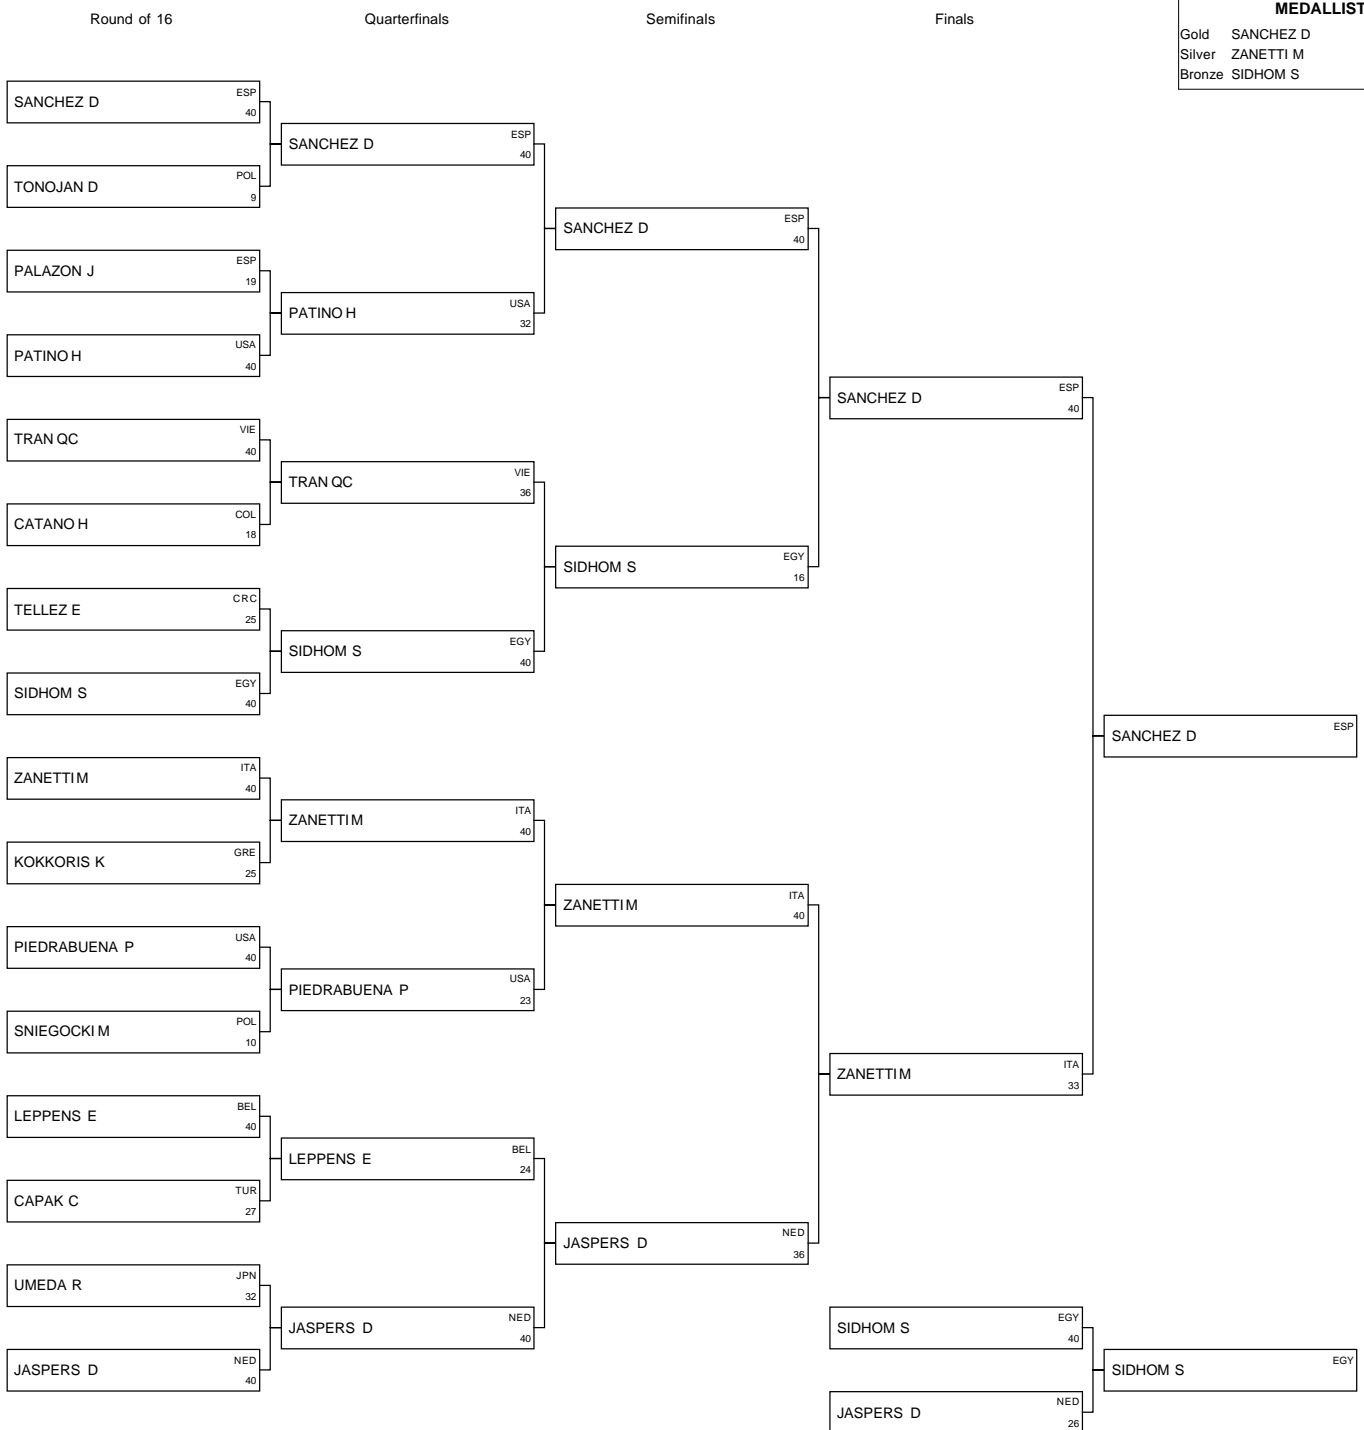 Round of 16
Quarterfinals
Semifinals
Finals
MEDALLIST
Gold SANCHEZ D
Silver ZANETTI M
Bronze SIDHOM S
SANCHEZ D ESP 40
TONOJAN D POL 9
PALAZON J ESP 19
PATINO H USA 40
TRAN QC VIE 40
CATANO H COL 18
TELLEZ E CRC 25
SIDHOM S EGY 40
ZANETTI M ITA 40
KOKKORIS K GRE 25
PIEDRABUENA P USA 40
SNIEGOCKI M POL 10
LEPPENS E BEL 40
CAPAK C TUR 27
UMEDA R JPN 32
JASPERS D NED 40
SANCHEZ D ESP 40
PATINO H USA 32
TRAN QC VIE 36
SIDHOM S EGY 40
ZANETTI M ITA 40
PIEDRABUENA P USA 23
LEPPENS E BEL 24
JASPERS D NED 40
SANCHEZ D ESP 40
SIDHOM S EGY 16
ZANETTI M ITA 40
JASPERS D NED 36
SANCHEZ D ESP 40
ZANETTI M ITA 33
SIDHOM S EGY 40
JASPERS D NED 26
SANCHEZ D ESP
SIDHOM S EGY